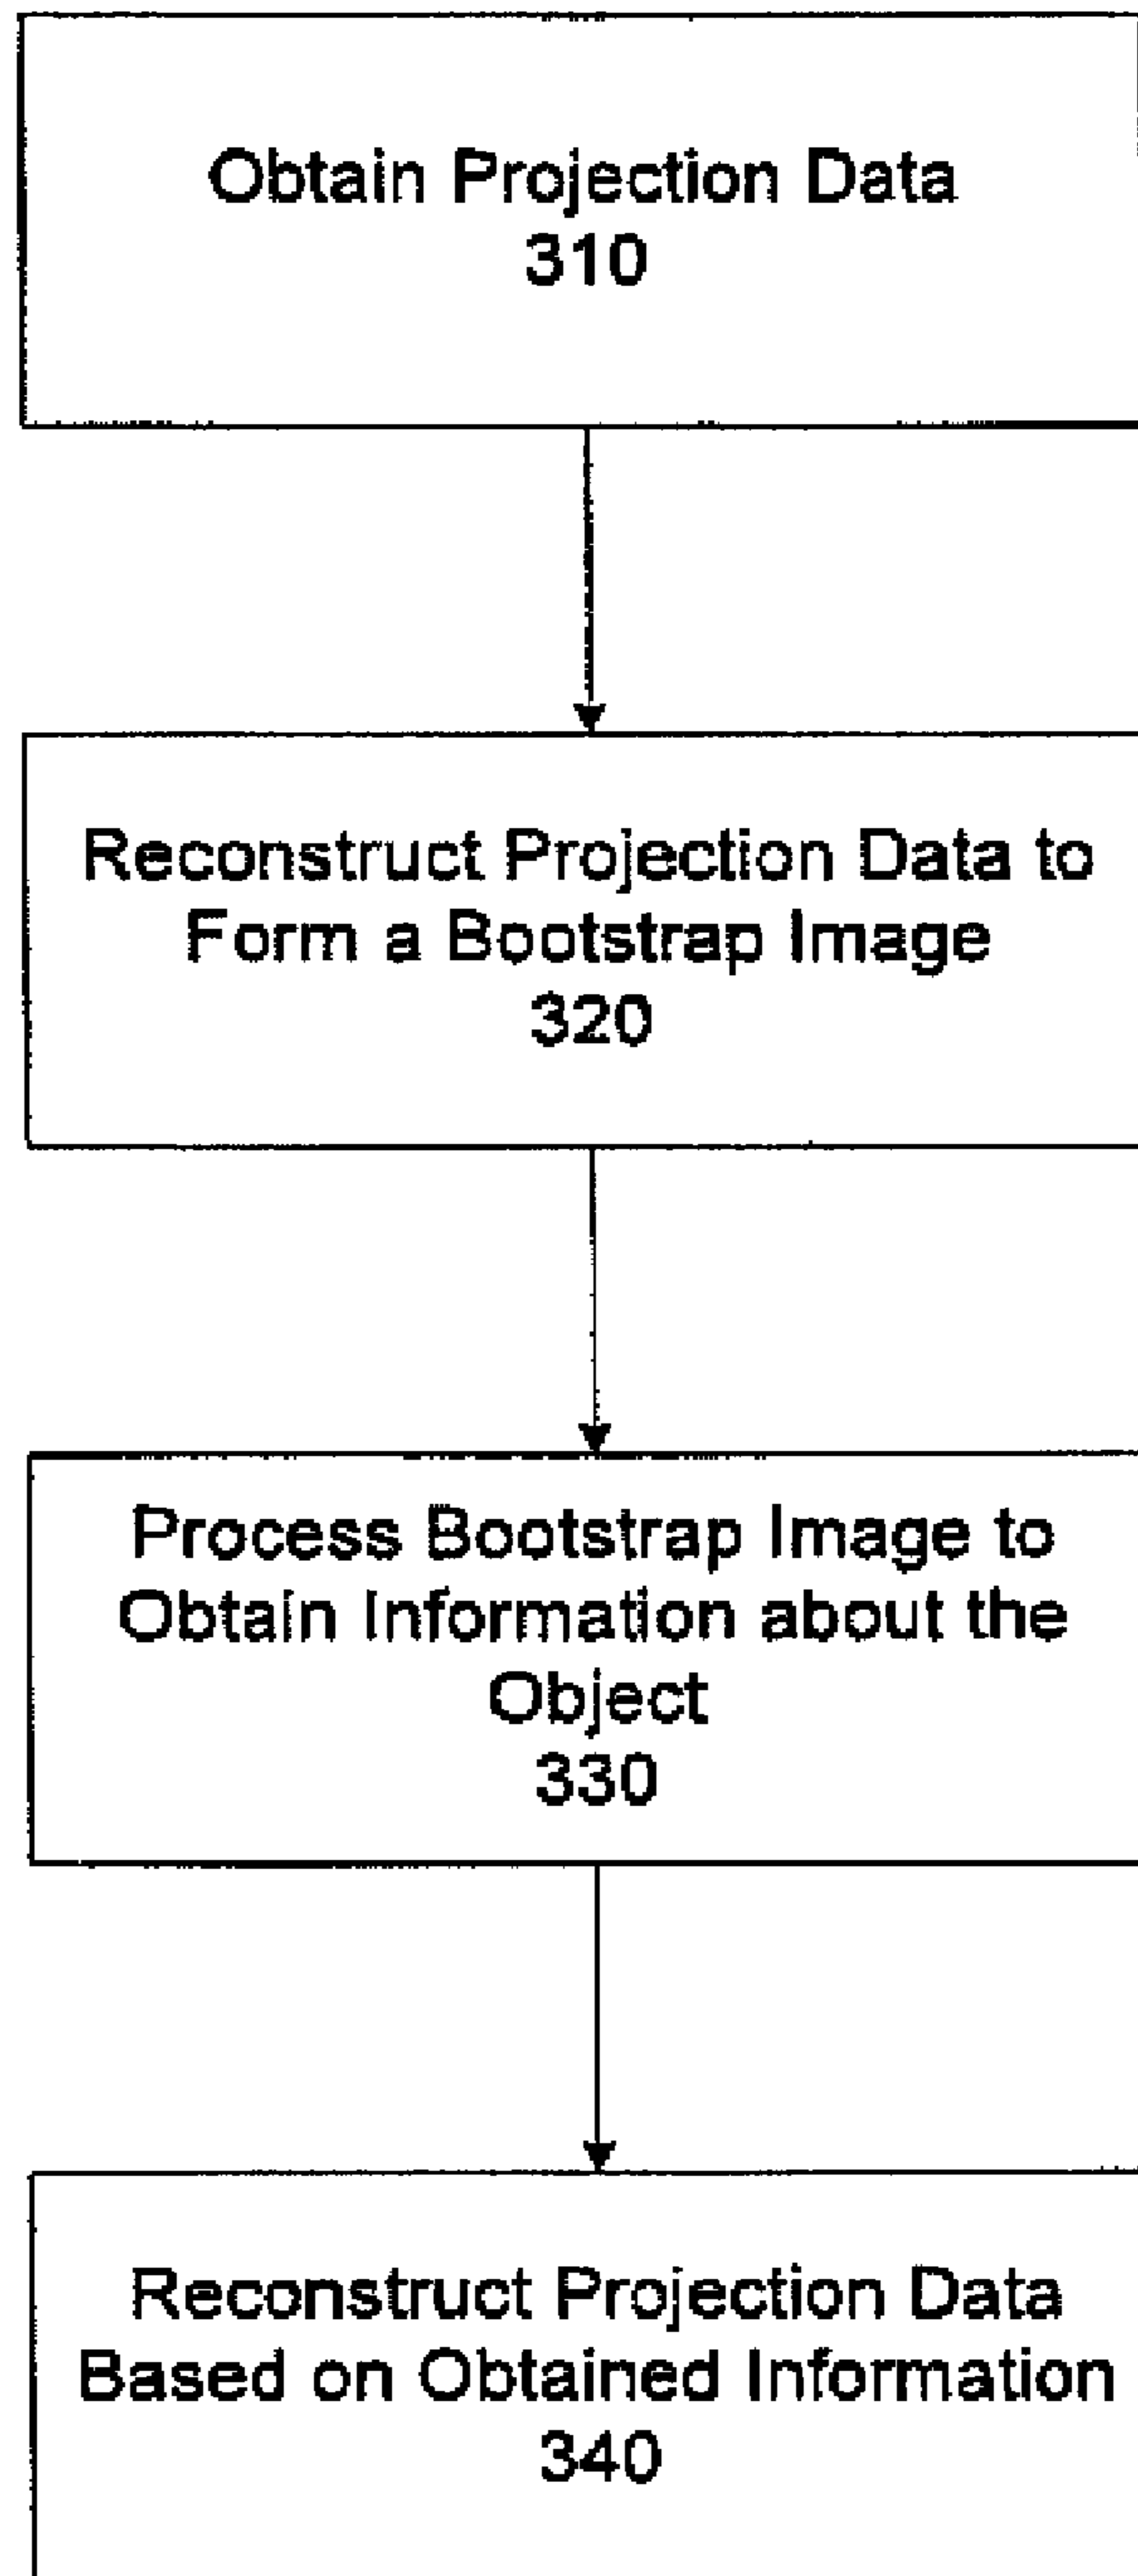 Obtain Projection Data
310
Reconstruct Projection Data to
Form a Bootstrap Image
320
Process Bootstrap Image to
Obtain Information about the
Object
330
Reconstruct Projection Data
Based on Obtained Information
340